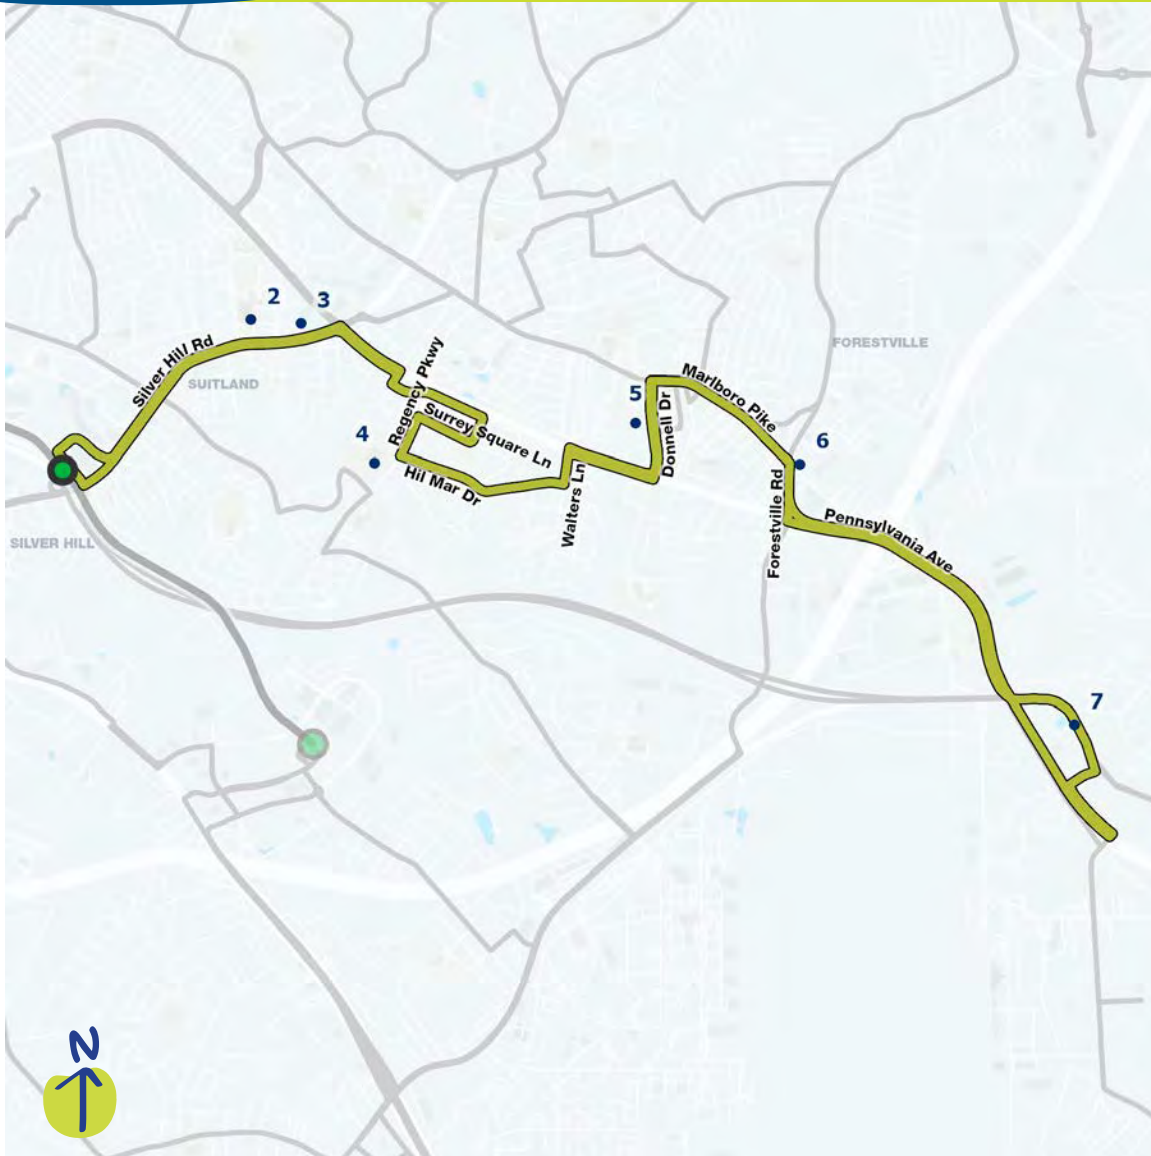 2
3
Silver Hill Rd
SUITLAND
FORESTVILLE
Regency Pkwy
Marlboro Pike
5
Surrey Square Ln
Donnell Dr
4
6
Hil Mar Dr
Walters Ln
Forestville Rd
Pennsylvania Ave
SILVER HILL
7
N